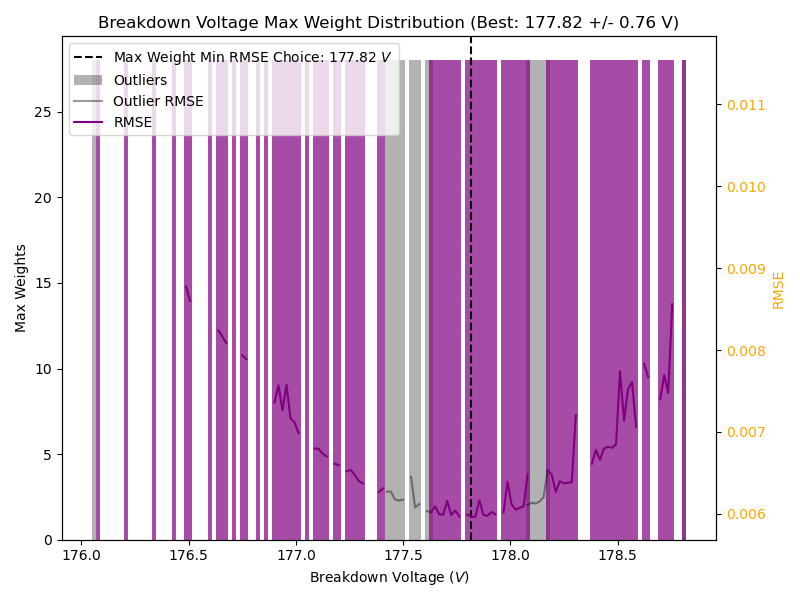 Breakdown Voltage Max Weight Distribution (Best: 177.82 +/- 0.76 V)
Max Weight Min RMSE Choice: 177.82 V
Outliers
Outlier RMSE
RMSE
Max Weights
25
20
15
10
5
0
0.011
0.010
0.009
0.008
0.007
0.006
RMSE
176.0 176.5 177.0 177.5 178.0 178.5
Breakdown Voltage (V)